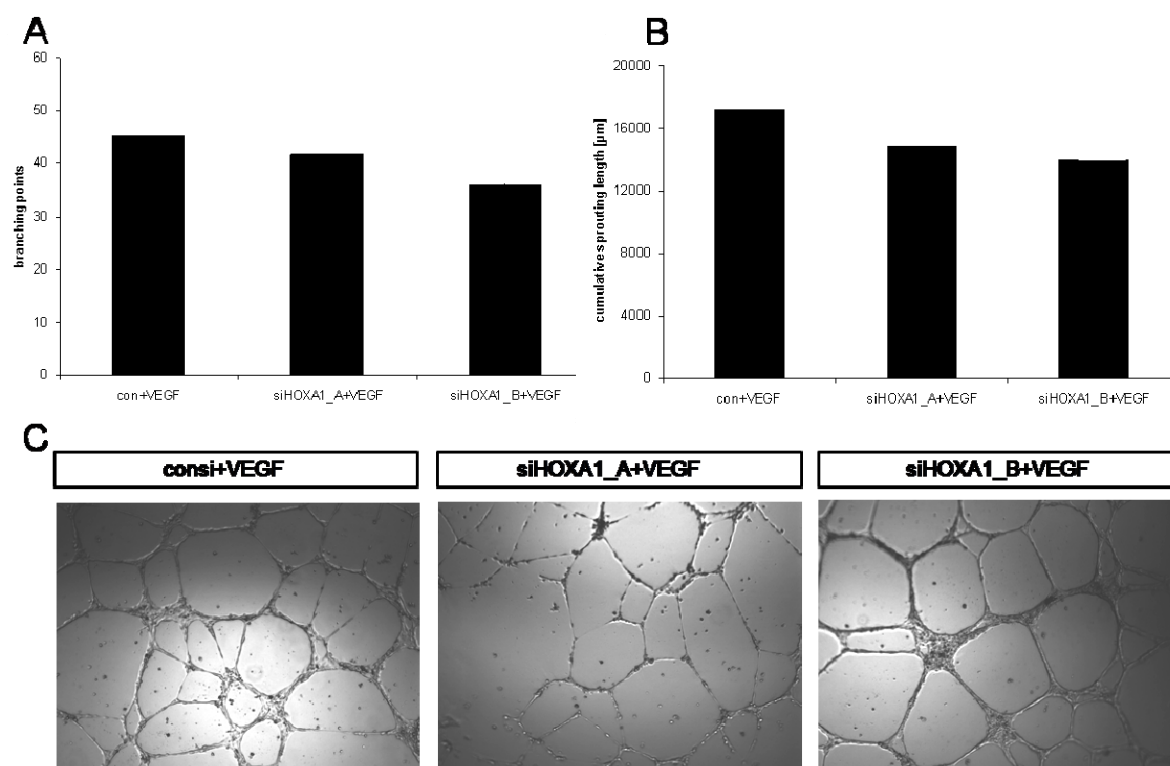 A
60
50
40
30
20
10
0
branching points
con+VEGF
siHOXA1_A+VEGF
siHOXA1_B+VEGF
B
20000
16000
12000
8000
4000
0
cumulative sprouting length [µm]
con+VEGF
siHOXA1_A+VEGF
siHOXA1_B+VEGF
C
consi+VEGF
siHOXA1_A+VEGF
siHOXA1_B+VEGF